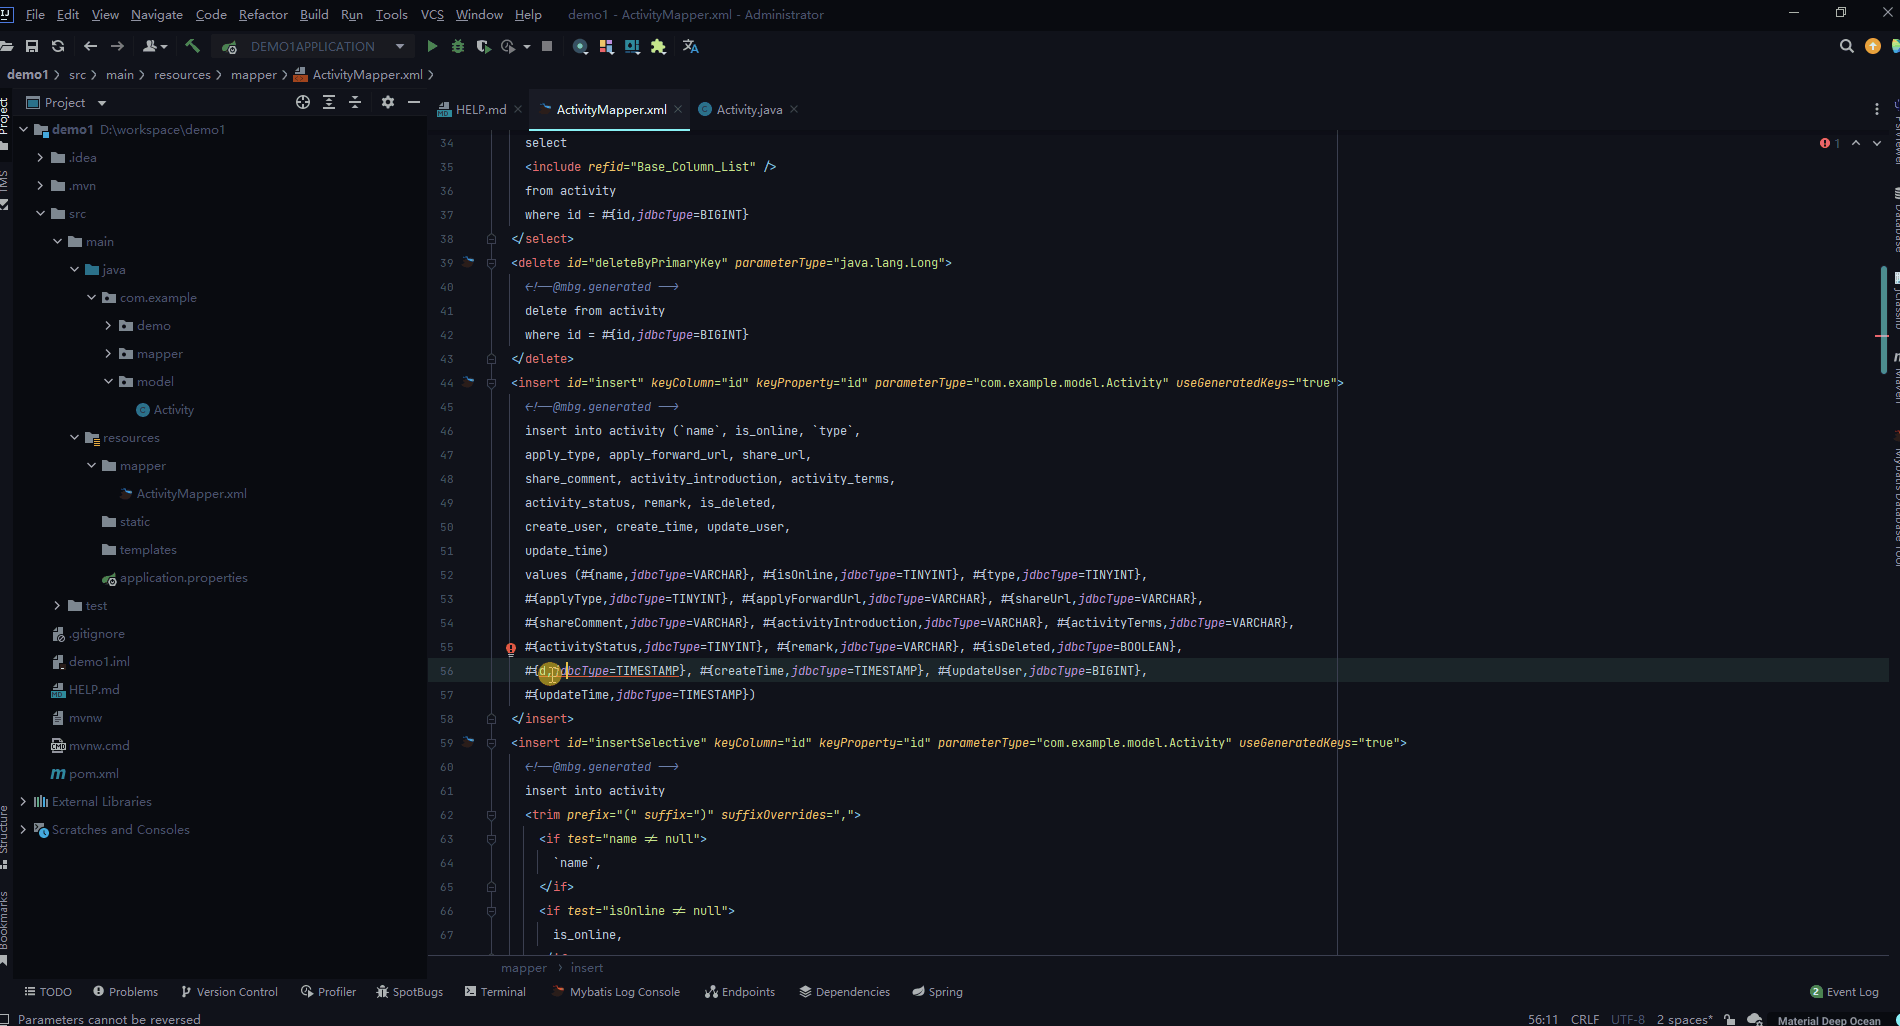 File Edit View Navigate Code Refactor Build Run Tools VCS Window Help demo1 - ActivityMapper.xml - Administrator
DEMO1APPLICATION
demo1 src main resources mapper ActivityMapper.xml
Project
HELP.md ActivityMapper.xml Activity.java
demo1 D:\workspace\demo1
.idea
.mvn
src
main
java
com.example
demo
mapper
model
Activity
resources
mapper
ActivityMapper.xml
static
templates
application.properties
test
.gitignore
demo1.iml
HELP.md
mvnw
mvnw.cmd
pom.xml
External Libraries
Scratches and Consoles
Project
Structure
Bookmarks
1
34 select
35 <include refid="Base_Column_List" />
36 from activity
37 where id = #{id,jdbcType=BIGINT}
38 </select>
39 <delete id="deleteByPrimaryKey" parameterType="java.lang.Long">
40 <!--@mbg.generated -->
41 delete from activity
42 where id = #{id,jdbcType=BIGINT}
43 </delete>
44 <insert id="insert" keyColumn="id" keyProperty="id" parameterType="com.example.model.Activity" useGeneratedKeys="true">
45 <!--@mbg.generated -->
46 insert into activity (`name`, is_online, `type`,
47 apply_type, apply_forward_url, share_url,
48 share_comment, activity_introduction, activity_terms,
49 activity_status, remark, is_deleted,
50 create_user, create_time, update_user,
51 update_time)
52 values (#{name,jdbcType=VARCHAR}, #{isOnline,jdbcType=TINYINT}, #{type,jdbcType=TINYINT},
53 #{applyType,jdbcType=TINYINT}, #{applyForwardUrl,jdbcType=VARCHAR}, #{shareUrl,jdbcType=VARCHAR},
54 #{shareComment,jdbcType=VARCHAR}, #{activityIntroduction,jdbcType=VARCHAR}, #{activityTerms,jdbcType=VARCHAR},
55 #{activityStatus,jdbcType=TINYINT}, #{remark,jdbcType=VARCHAR}, #{isDeleted,jdbcType=BOOLEAN},
56 #{d,jdbcType=TIMESTAMP}, #{createTime,jdbcType=TIMESTAMP}, #{updateUser,jdbcType=BIGINT},
57 #{updateTime,jdbcType=TIMESTAMP})
58 </insert>
59 <insert id="insertSelective" keyColumn="id" keyProperty="id" parameterType="com.example.model.Activity" useGeneratedKeys="true">
60 <!--@mbg.generated -->
61 insert into activity
62 <trim prefix="(" suffix=")" suffixOverrides=",">
63 <if test="name != null">
64 `name`,
65 </if>
66 <if test="isOnline != null">
67 is_online,
mapper insert
TODO Problems Version Control Profiler SpotBugs Terminal Mybatis Log Console Endpoints Dependencies Spring 2 Event Log
Parameters cannot be reversed 56:11 CRLF UTF-8 2 spaces* Material Deep Ocean